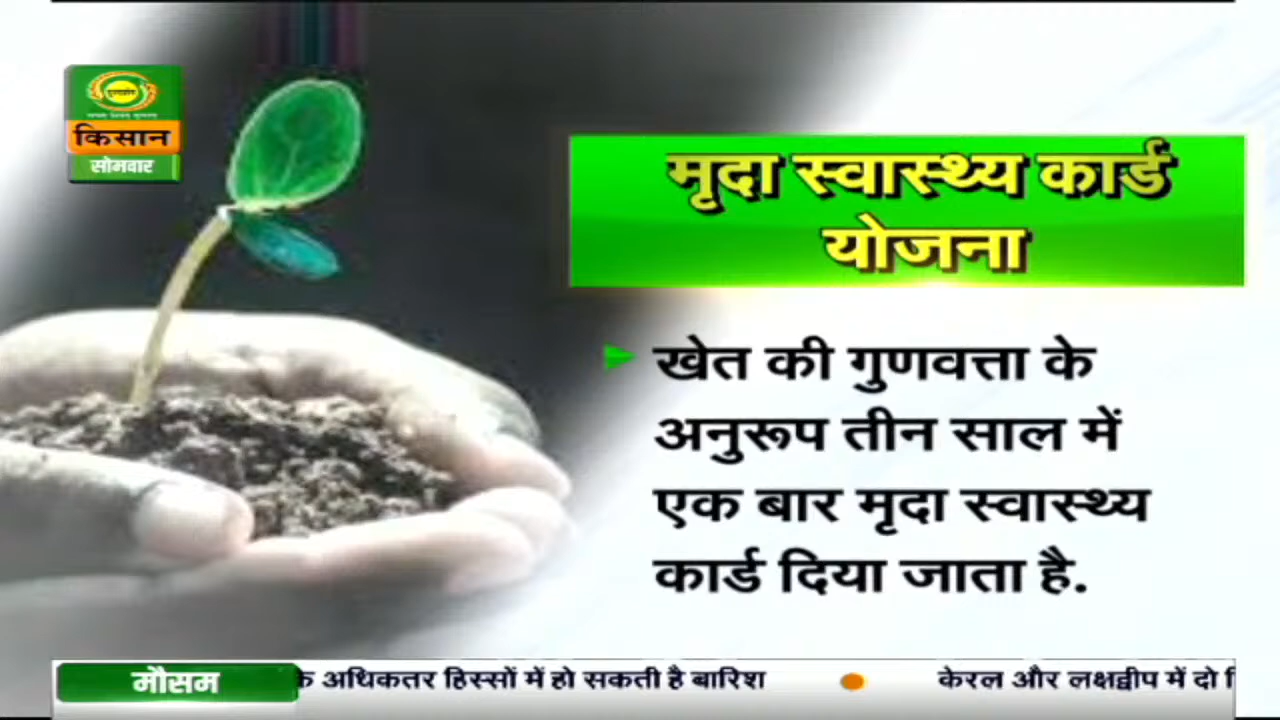 किसान
सोमवार
मृदा स्वास्थ्य कार्ड
योजना
खेत की गुणवत्ता के
अनुरूप तीन साल में
एक बार मृदा स्वास्थ्य
कार्ड दिया जाता है.
मौसम
के अधिकतर हिस्सों में हो सकती है बारिश
केरल और लक्षद्वीप में दो